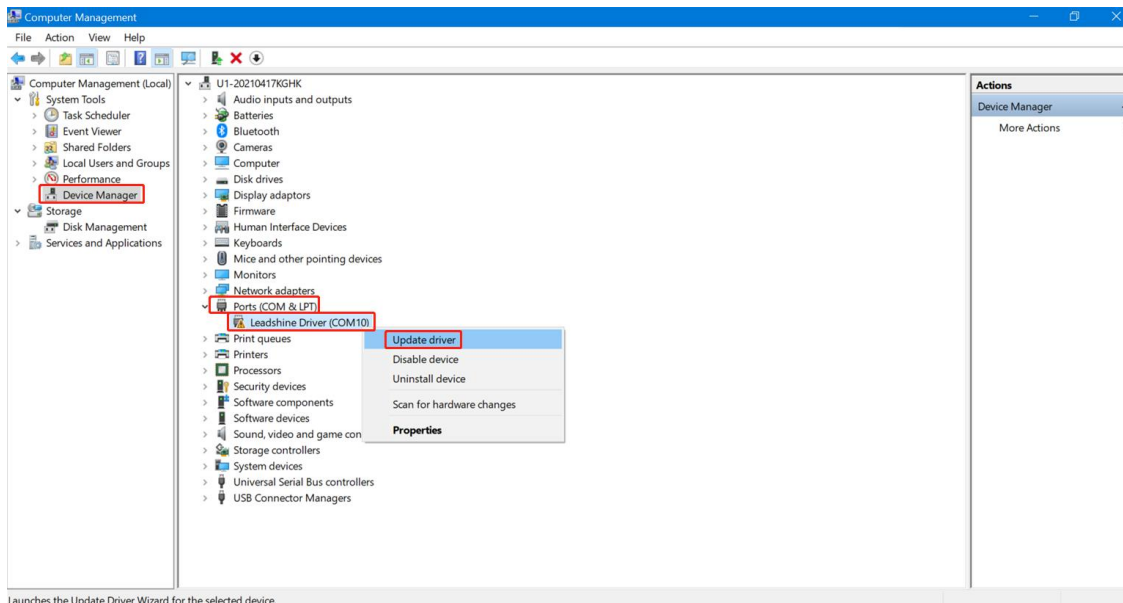 Computer Management
File Action View Help
Computer Management (Local)
System Tools
Task Scheduler
Event Viewer
Shared Folders
Local Users and Groups
Performance
Device Manager
Storage
Disk Management
Services and Applications
U1-20210417KGHK
Audio inputs and outputs
Batteries
Bluetooth
Cameras
Computer
Disk drives
Display adaptors
Firmware
Human Interface Devices
Keyboards
Mice and other pointing devices
Monitors
Network adapters
Ports (COM & LPT)
Leadshine Driver (COM10)
Print queues
Printers
Processors
Security devices
Software components
Software devices
Sound, video and game con
Storage controllers
System devices
Universal Serial Bus controllers
USB Connector Managers
Update driver
Disable device
Uninstall device
Scan for hardware changes
Properties
Actions
Device Manager
More Actions
Launches the Update Driver Wizard for the selected device.